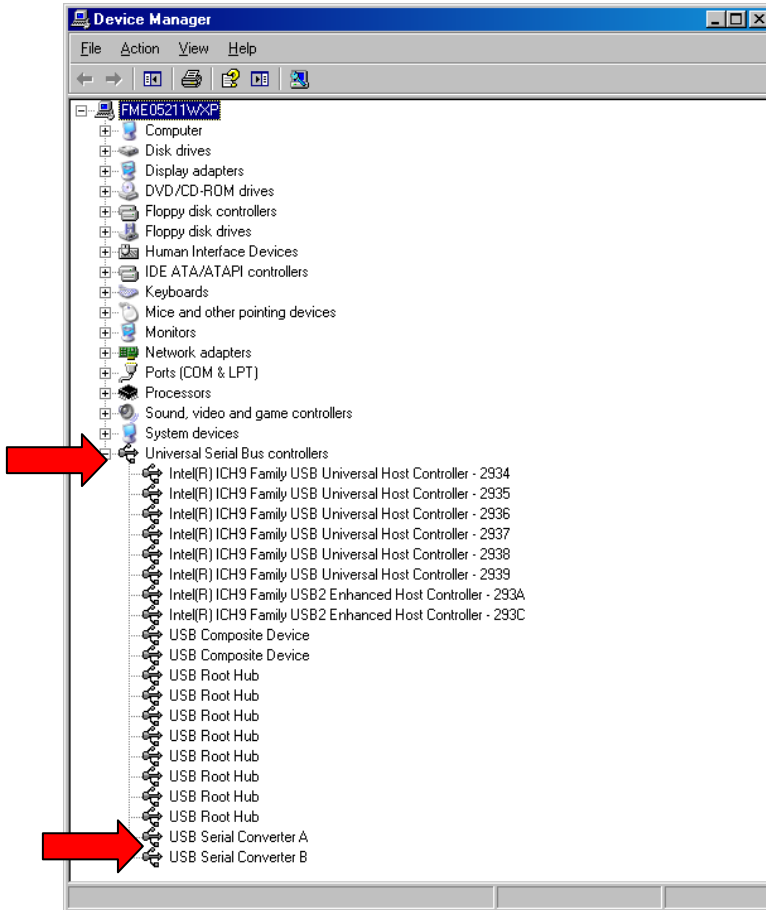 Device Manager
File Action View Help
FME05211WXP
Computer
Disk drives
Display adapters
DVD/CD-ROM drives
Floppy disk controllers
Floppy disk drives
Human Interface Devices
IDE ATA/ATAPI controllers
Keyboards
Mice and other pointing devices
Monitors
Network adapters
Ports (COM & LPT)
Processors
Sound, video and game controllers
System devices
Universal Serial Bus controllers
Intel(R) ICH9 Family USB Universal Host Controller - 2934
Intel(R) ICH9 Family USB Universal Host Controller - 2935
Intel(R) ICH9 Family USB Universal Host Controller - 2936
Intel(R) ICH9 Family USB Universal Host Controller - 2937
Intel(R) ICH9 Family USB Universal Host Controller - 2938
Intel(R) ICH9 Family USB Universal Host Controller - 2939
Intel(R) ICH9 Family USB2 Enhanced Host Controller - 293A
Intel(R) ICH9 Family USB2 Enhanced Host Controller - 293C
USB Composite Device
USB Composite Device
USB Root Hub
USB Root Hub
USB Root Hub
USB Root Hub
USB Root Hub
USB Root Hub
USB Root Hub
USB Root Hub
USB Serial Converter A
USB Serial Converter B